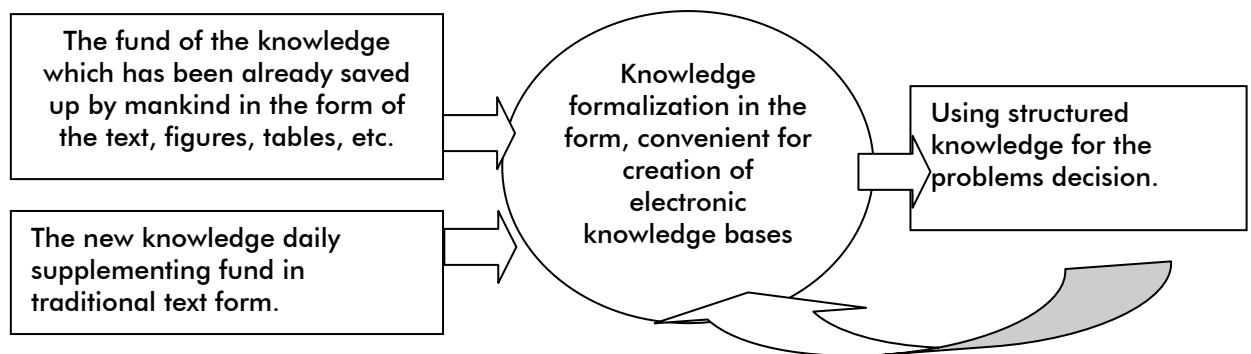 The fund of the knowledge
which has been already saved
up by mankind in the form of
the text, figures, tables, etc.
The new knowledge daily
supplementing fund in
traditional text form.
Knowledge
formalization in the
form, convenient for
creation of
electronic
knowledge bases
Using structured
knowledge for the
problems decision.